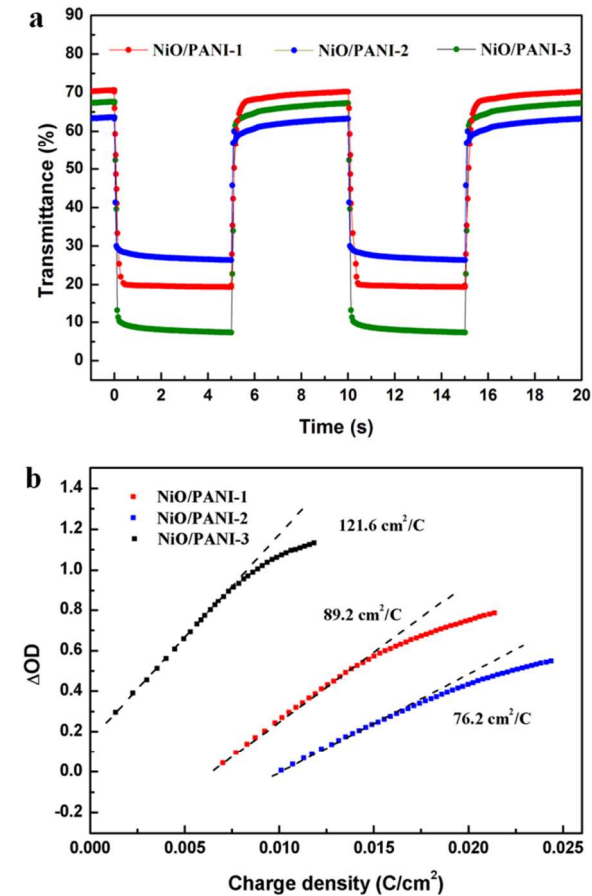 a
90
80
70
60
50
40
30
20
10
0
Transmittance (%)
NiO/PANI-1 NiO/PANI-2 NiO/PANI-3
0 2 4 6 8 10 12 14 16 18 20
Time (s)
b
1.4
1.2
1.0
0.8
0.6
0.4
0.2
0.0
-0.2
ΔOD
NiO/PANI-1
NiO/PANI-2
NiO/PANI-3
121.6 cm²/C
89.2 cm²/C
76.2 cm²/C
0.000 0.005 0.010 0.015 0.020 0.025
Charge density (C/cm²)